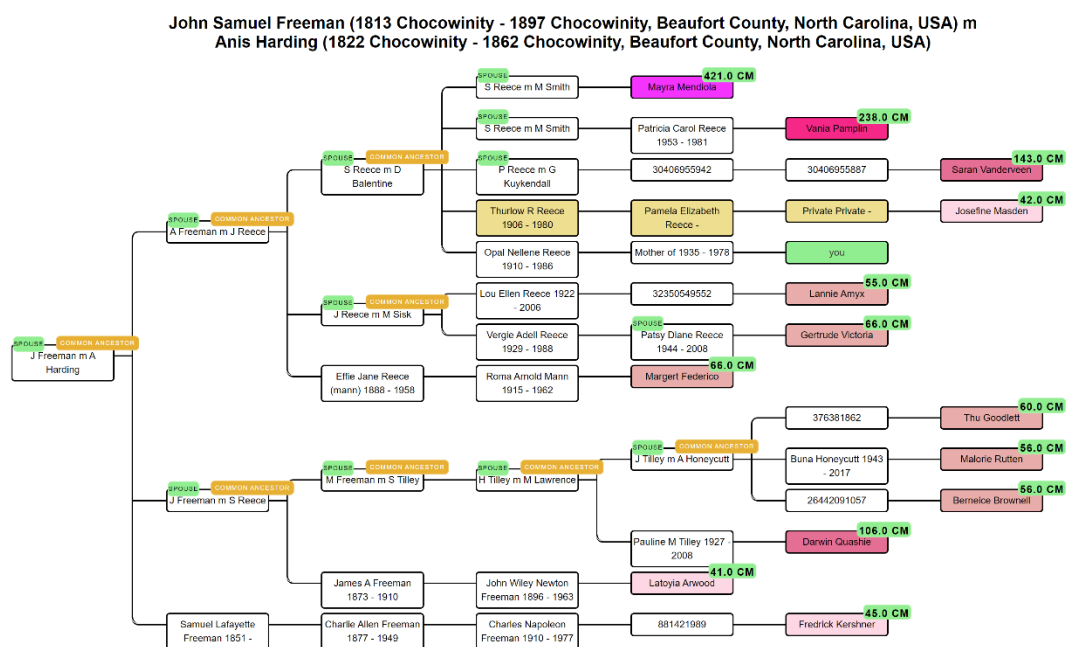 John Samuel Freeman (1813 Chocowinity - 1897 Chocowinity, Beaufort County, North Carolina, USA) m
Anis Harding (1822 Chocowinity - 1862 Chocowinity, Beaufort County, North Carolina, USA)
SPOUSE
S Reece m M Smith
421.0 CM
Mayra Mendiola
SPOUSE
S Reece m M Smith
Patricia Carol Reece
1953 - 1981
238.0 CM
Vania Pamplin
SPOUSE
COMMON ANCESTOR
S Reece m D
Balentine
SPOUSE
P Reece m G
Kuykendall
30406955942
30406955887
143.0 CM
Saran Vanderveen
Thurlow R Reece
1906 - 1980
Pamela Elizabeth
Reece -
Private Private -
42.0 CM
Josefine Masden
SPOUSE
COMMON ANCESTOR
A Freeman m J Reece
Opal Nellene Reece
1910 - 1986
Mother of 1935 - 1978
you
Lou Ellen Reece 1922
- 2006
32350549552
55.0 CM
Lannie Amyx
SPOUSE
COMMON ANCESTOR
J Reece m M Sisk
Vergie Adell Reece
1929 - 1988
SPOUSE
Patsy Diane Reece
1944 - 2008
66.0 CM
Gertrude Victoria
SPOUSE
COMMON ANCESTOR
J Freeman m A
Harding
Effie Jane Reece
(mann) 1888 - 1958
Roma Arnold Mann
1915 - 1962
66.0 CM
Margert Federico
376381862
60.0 CM
Thu Goodlett
SPOUSE
COMMON ANCESTOR
J Tilley m A Honeycutt
Buna Honeycutt 1943
- 2017
56.0 CM
Malorie Rutten
SPOUSE
COMMON ANCESTOR
M Freeman m S Tilley
SPOUSE
COMMON ANCESTOR
H Tilley m M Lawrence
26442091057
56.0 CM
Berneice Brownell
SPOUSE
COMMON ANCESTOR
J Freeman m S Reece
Pauline M Tilley 1927 -
2008
106.0 CM
Darwin Quashie
James A Freeman
1873 - 1910
John Wiley Newton
Freeman 1896 - 1963
41.0 CM
Latoyia Arwood
Samuel Lafayette
Freeman 1851 -
Charlie Allen Freeman
1877 - 1949
Charles Napoleon
Freeman 1910 - 1977
881421989
45.0 CM
Fredrick Kershner